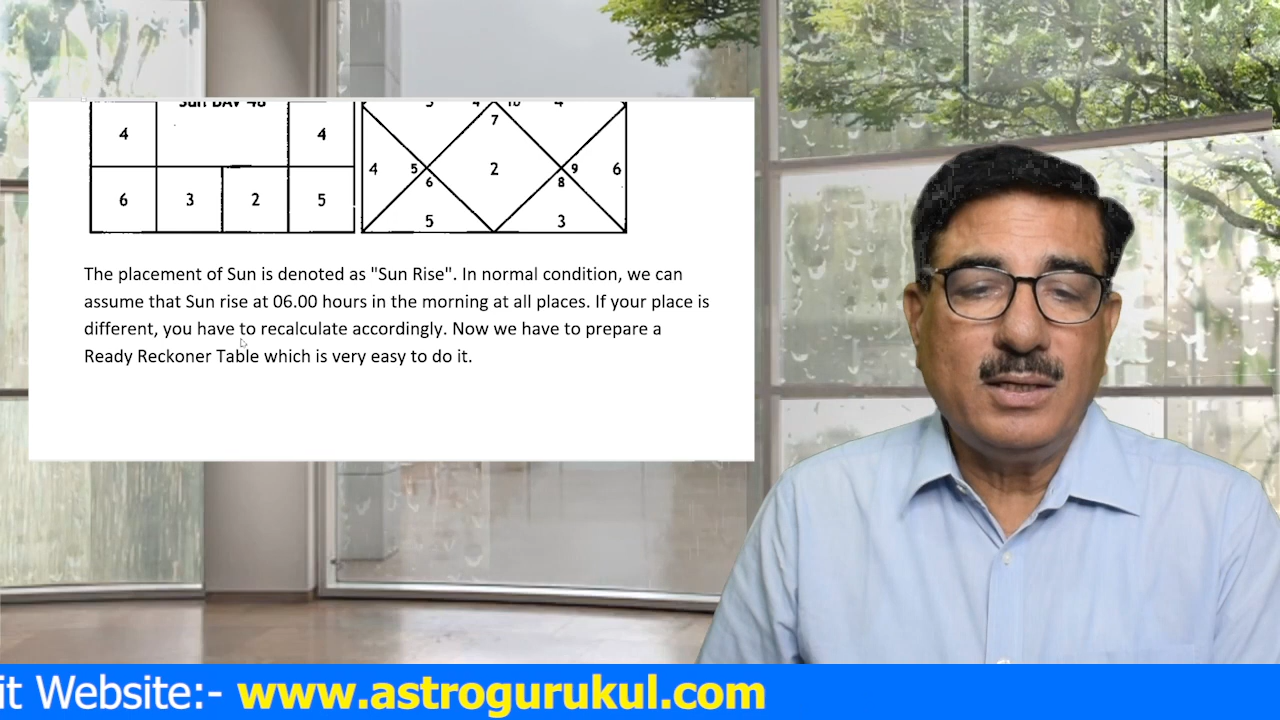 Sun BAV 48
4 4
6 3 2 5
7
4 5 2 9 6
6 8
5 3
The placement of Sun is denoted as "Sun Rise". In normal condition, we can
assume that Sun rise at 06.00 hours in the morning at all places. If your place is
different, you have to recalculate accordingly. Now we have to prepare a
Ready Reckoner Table which is very easy to do it.
it Website:- www.astrogurukul.com